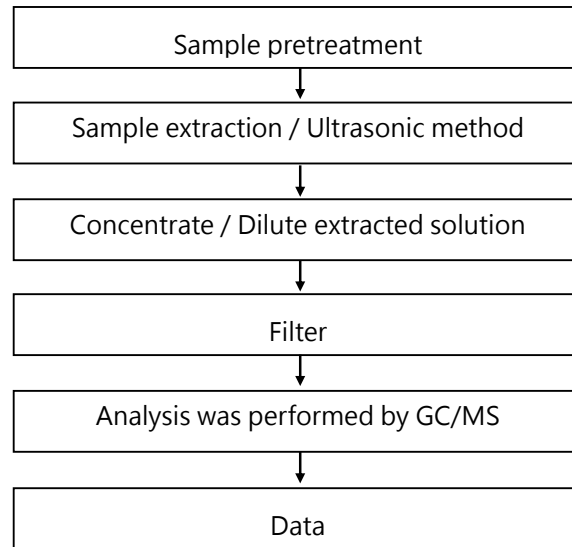 Sample pretreatment
Sample extraction / Ultrasonic method
Concentrate / Dilute extracted solution
Filter
Analysis was performed by GC/MS
Data